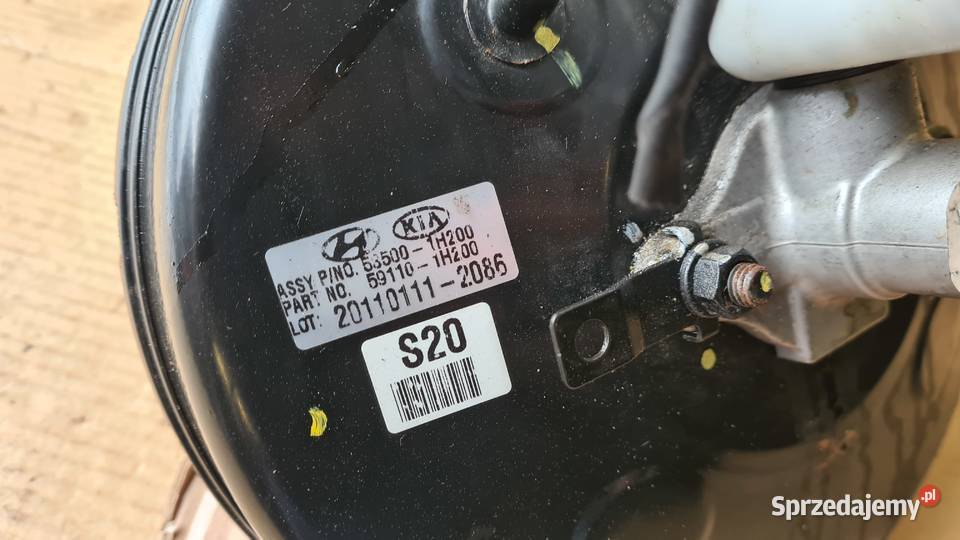 KIA
ASSY P/NO. 58500-1H200
PART NO. 59110-1H200
LOT: 20110111-2086
S20
Sprzedajemy.pl